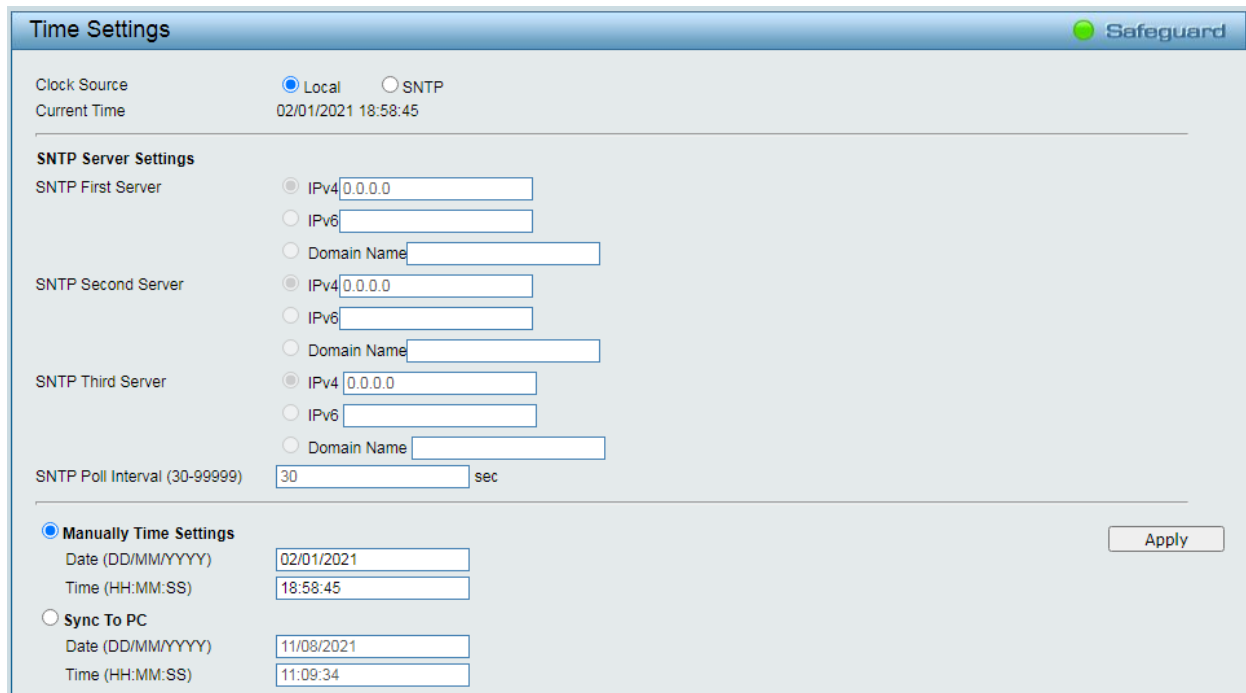 Time Settings
Safeguard
Clock Source Local SNTP
Current Time 02/01/2021 18:58:45
SNTP Server Settings
SNTP First Server IPv4 0.0.0.0
IPv6
Domain Name
SNTP Second Server IPv4 0.0.0.0
IPv6
Domain Name
SNTP Third Server IPv4 0.0.0.0
IPv6
Domain Name
SNTP Poll Interval (30-99999) 30 sec
Manually Time Settings
Apply
Date (DD/MM/YYYY) 02/01/2021
Time (HH:MM:SS) 18:58:45
Sync To PC
Date (DD/MM/YYYY) 11/08/2021
Time (HH:MM:SS) 11:09:34